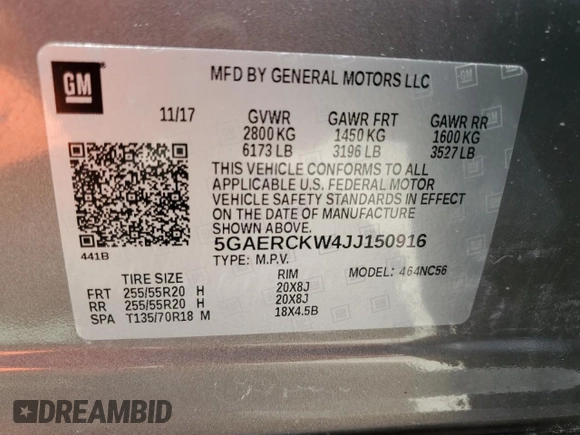 GM
MFD BY GENERAL MOTORS LLC
11/17 GVWR GAWR FRT GAWR RR
2800 KG 1450 KG 1600 KG
6173 LB 3196 LB 3527 LB
THIS VEHICLE CONFORMS TO ALL
APPLICABLE U.S. FEDERAL MOTOR
VEHICLE SAFETY STANDARDS IN EFFECT
ON THE DATE OF MANUFACTURE
SHOWN ABOVE.
441B
5GAERCKW4JJ150916
TYPE: M.P.V. MODEL: 464NC56
TIRE SIZE RIM
FRT 255/55R20 H 20X8J
RR 255/55R20 H 20X8J
SPA T135/70R18 M 18X4.5B
DREAMBID